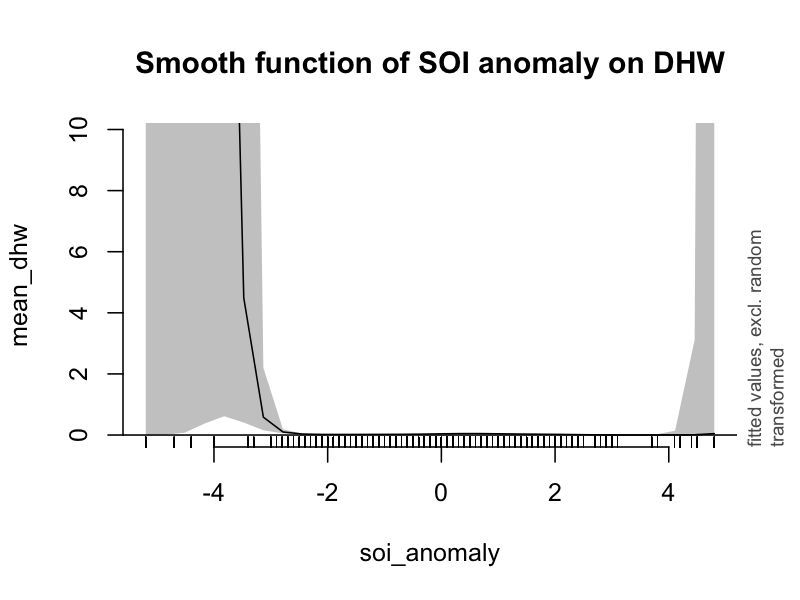 Smooth function of SOI anomaly on DHW
mean_dhw
10
8
6
4
2
0
-4
-2
0
2
4
soi_anomaly
fitted values, excl. random
transformed